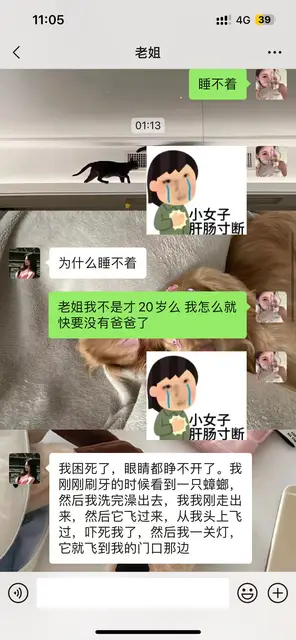 11:05
4G 39
老姐
睡不着
01:13
小女子
肝肠寸断
为什么睡不着
老姐我不是才20岁么 我怎么就
快要没有爸爸了
小女子
肝肠寸断
我困死了，眼睛都睁不开了。我
刚刚刷牙的时候看到一只蟑螂，
然后我洗完澡出去，我我刚走出
来，然后它飞过来，从我头上飞
过，吓死我了，然后我一关灯，
它就飞到我的门口那边